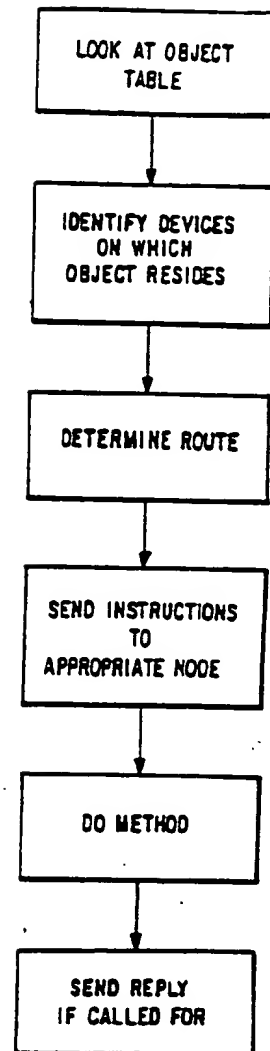 LOOK AT OBJECT
TABLE
IDENTIFY DEVICES
ON WHICH
OBJECT RESIDES
DETERMINE ROUTE
SEND INSTRUCTIONS
TO
APPROPRIATE NODE
DO METHOD
SEND REPLY
IF CALLED FOR